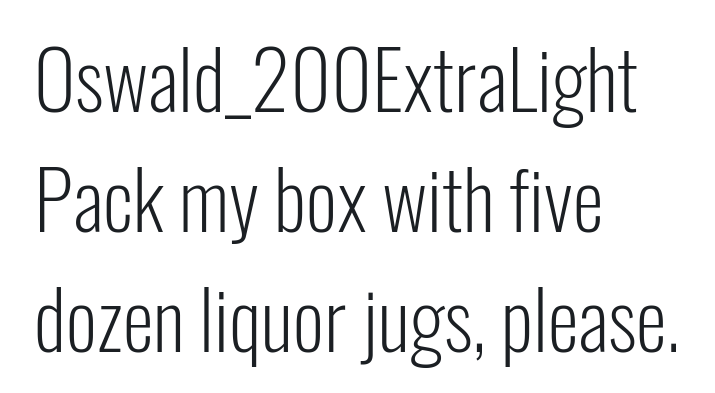 Oswald_200ExtraLight
Pack my box with five
dozen liquor jugs, please.